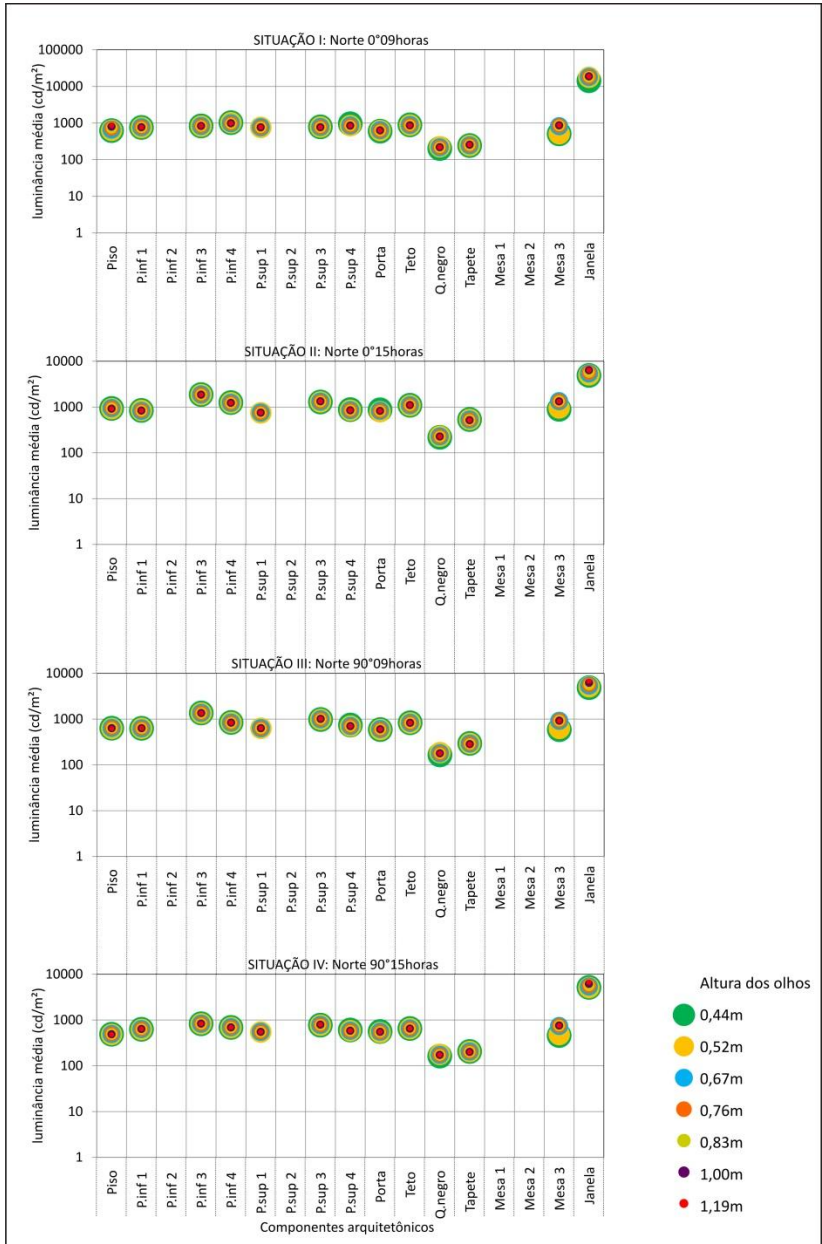 SITUAÇÃO I: Norte 0°09horas
luminância média (cd/m²)
100000
10000
1000
100
10
1
Piso
P.inf 1
P.inf 2
P.inf 3
P.inf 4
P.sup 1
P.sup 2
P.sup 3
P.sup 4
Porta
Teto
Q.negro
Tapete
Mesa 1
Mesa 2
Mesa 3
Janela
SITUAÇÃO II: Norte 0°15horas
luminância média (cd/m²)
10000
1000
100
10
1
Piso
P.inf 1
P.inf 2
P.inf 3
P.inf 4
P.sup 1
P.sup 2
P.sup 3
P.sup 4
Porta
Teto
Q.negro
Tapete
Mesa 1
Mesa 2
Mesa 3
Janela
SITUAÇÃO III: Norte 90°09horas
luminância média (cd/m²)
10000
1000
100
10
1
Piso
P.inf 1
P.inf 2
P.inf 3
P.inf 4
P.sup 1
P.sup 2
P.sup 3
P.sup 4
Porta
Teto
Q.negro
Tapete
Mesa 1
Mesa 2
Mesa 3
Janela
SITUAÇÃO IV: Norte 90°15horas
luminância média (cd/m²)
10000
1000
100
10
1
Piso
P.inf 1
P.inf 2
P.inf 3
P.inf 4
P.sup 1
P.sup 2
P.sup 3
P.sup 4
Porta
Teto
Q.negro
Tapete
Mesa 1
Mesa 2
Mesa 3
Janela
Componentes arquitetônicos
Altura dos olhos
0,44m
0,52m
0,67m
0,76m
0,83m
1,00m
1,19m